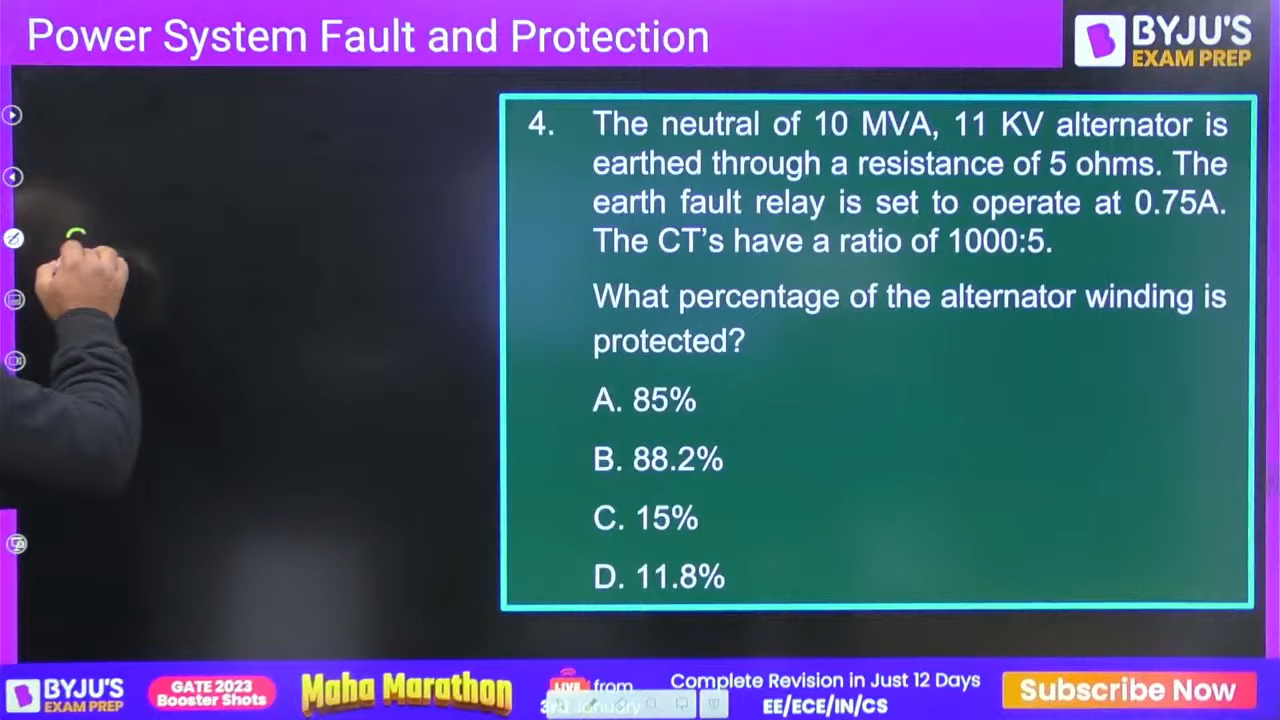 Power System Fault and Protection
BYJU'S
EXAM PREP
4. The neutral of 10 MVA, 11 KV alternator is
earthed through a resistance of 5 ohms. The
earth fault relay is set to operate at 0.75A.
The CT's have a ratio of 1000:5.
What percentage of the alternator winding is
protected?
A. 85%
B. 88.2%
C. 15%
D. 11.8%
BYJU'S
EXAM PREP
GATE 2023
Booster Shots
Maha Marathon
LIVE from
January
Complete Revision in Just 12 Days
EE/ECE/IN/CS
Subscribe Now